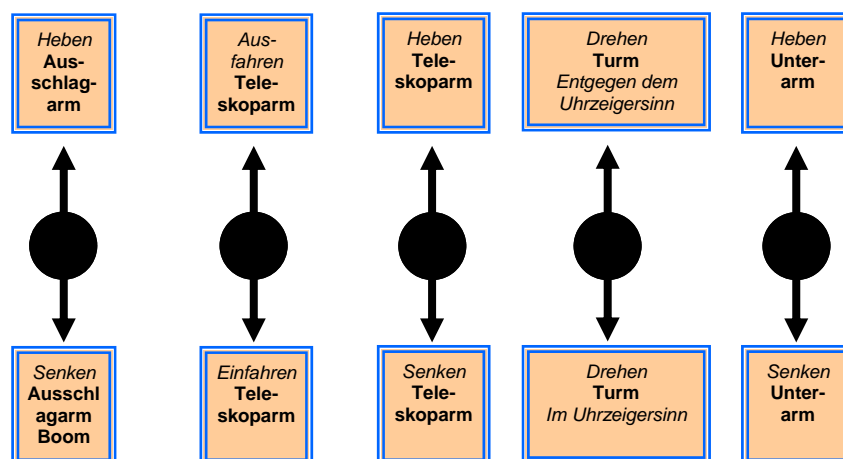 Heben
Aus-
schlag-
arm
Aus-
fahren
Tele-
skoparm
Heben
Tele-
skoparm
Drehen
Turm
Entgegen dem
Uhrzeigersinn
Heben
Unter-
arm
Senken
Ausschl
agarm
Boom
Einfahren
Tele-
skoparm
Senken
Tele-
skoparm
Drehen
Turm
Im Uhrzeigersinn
Senken
Unter-
arm